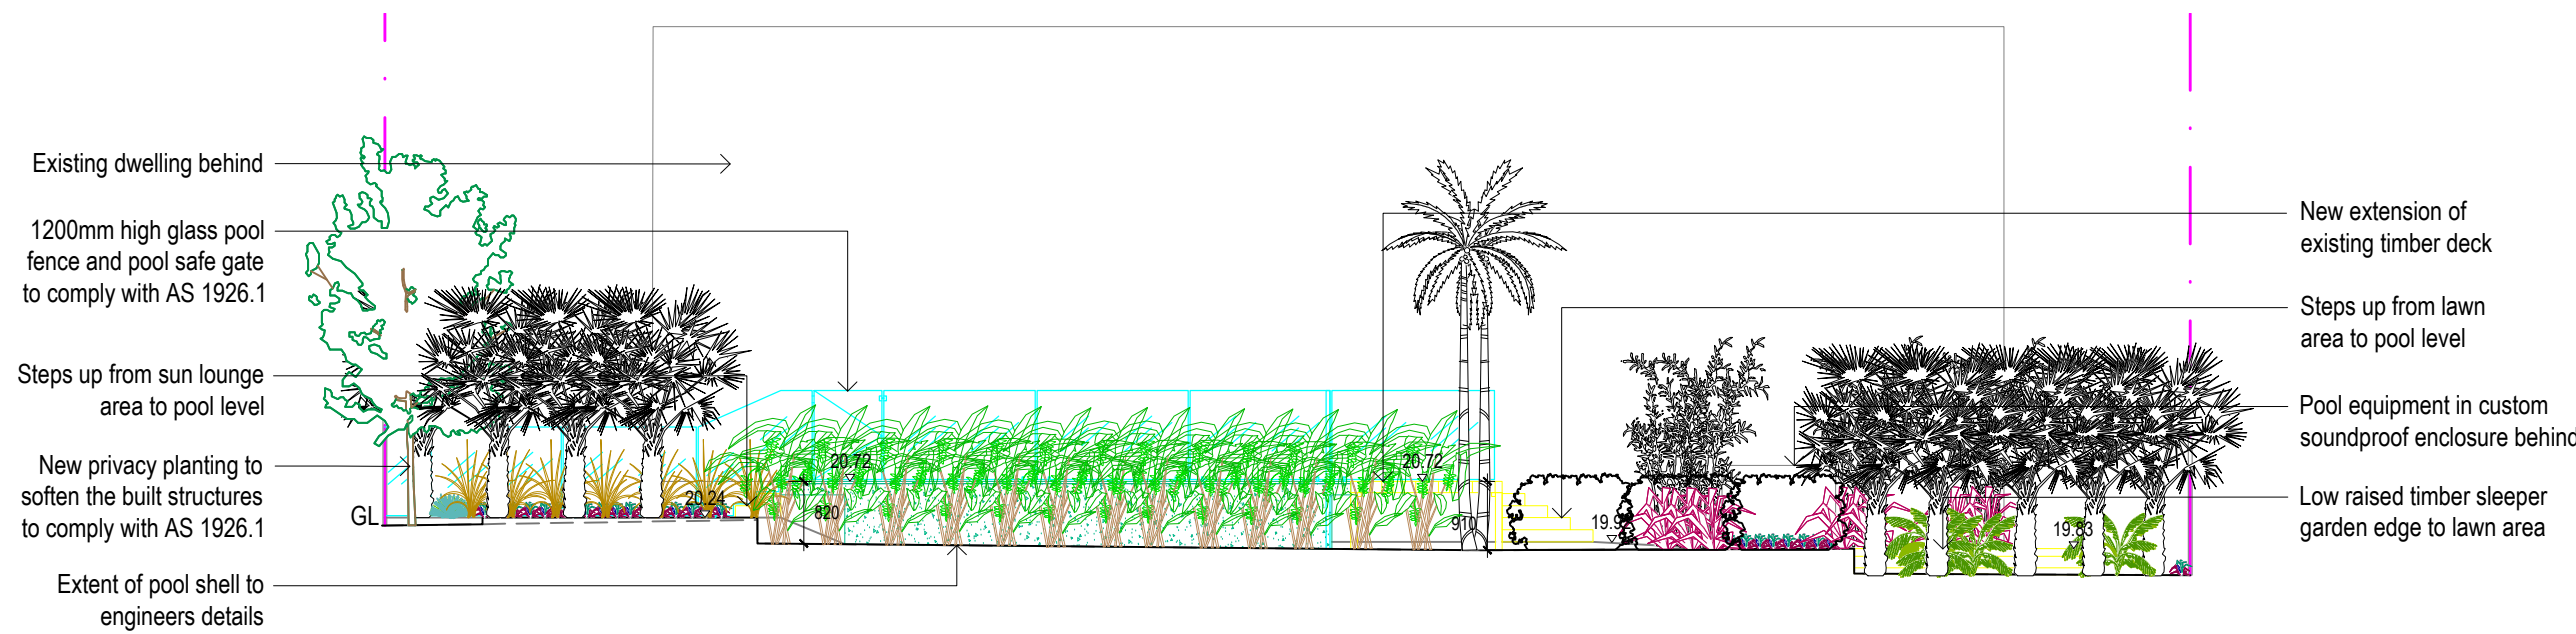 Existing dwelling behind
1200mm high glass pool
fence and pool safe gate
to comply with AS 1926.1
Steps up from sun lounge
area to pool level
New privacy planting to
soften the built structures
to comply with AS 1926.1
GL
Extent of pool shell to
engineers details
20.24
20.72
820
20.72
910
19.83
New extension of
existing timber deck
Steps up from lawn
area to pool level
Pool equipment in custom
soundproof enclosure behind
Low raised timber sleeper
garden edge to lawn area